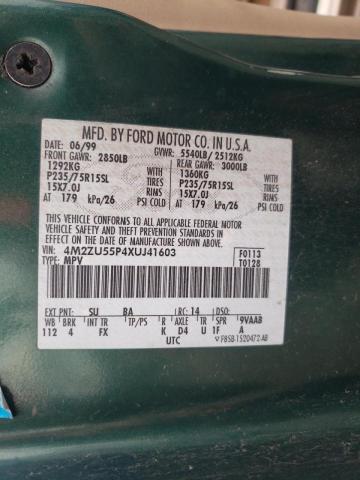 MFD. BY FORD MOTOR CO. IN U.S.A.
DATE: 06/99 GVWR: 5540LB/ 2512KG
FRONT GAWR: 2850LB REAR GAWR: 3000LB
1292KG 1360KG
P235/75R15SL TIRES P235/75R15SL TIRES
15X7.0J RIMS 15X7.0J RIMS
AT 179 kPa/26 PSI COLD AT 179 kPa/26 PSI COLD
THIS VEHICLE CONFORMS TO ALL APPLICABLE FEDERAL MOTOR
VEHICLE SAFETY AND THEFT PREVENTION STANDARDS IN EFFECT
ON THE DATE OF MANUFACTURE SHOWN ABOVE.
VIN: 4M2ZU55P4XUJ41603 F0113
TYPE: MPV T0128
EXT PNT: SU BA RC: 14 DSO:
WB BRK INT TR TP/PS R AXLE TR SPR 9VAAB
112 4 FX K D4 U 1F A
UTC F85B-1520472-AB